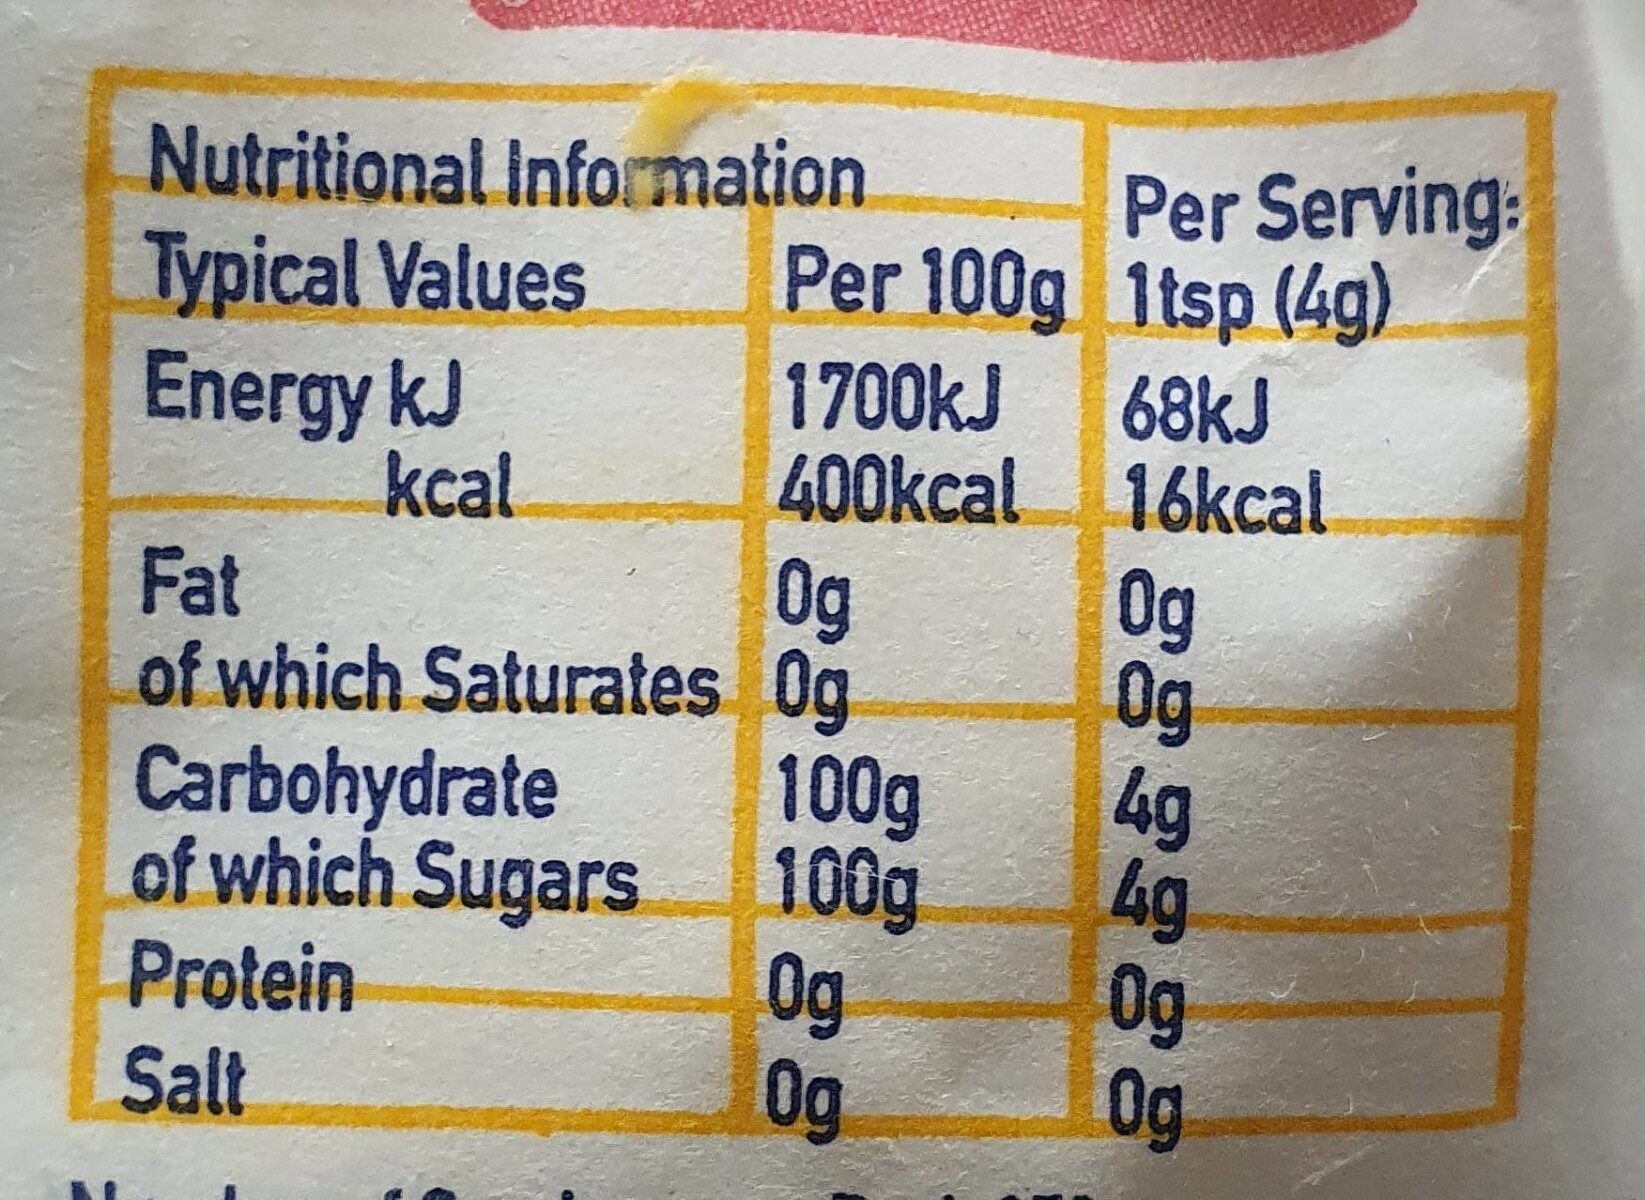 Nutritional Information
Typical Values Per 100g Per Serving: 1tsp (4g)
Energy kJ 1700kJ 68kJ
kcal 400kcal 16kcal
Fat 0g 0g
of which Saturates 0g 0g
Carbohydrate 100g 4g
of which Sugars 100g 4g
Protein 0g 0g
Salt 0g 0g